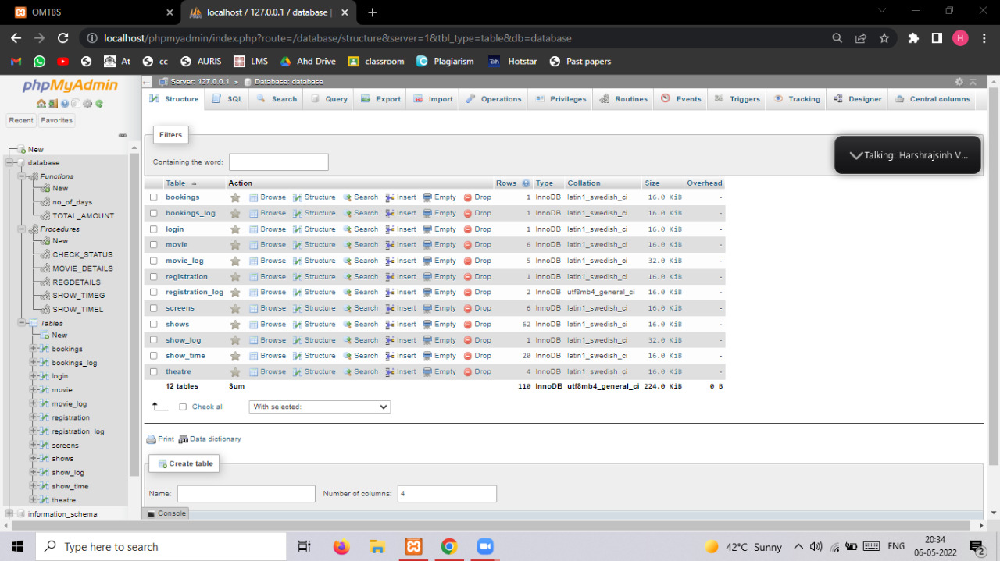 OMTBS
localhost / 127.0.0.1 / database |
localhost/phpmyadmin/index.php?route=/database/structure&server=1&tbl_type=table&db=database
H
At cc AURIS LMS Ahd Drive classroom Plagiarism Hotstar Past papers
phpMyAdmin
Recent Favorites
New
database
Functions
New
no_of_days
TOTAL_AMOUNT
Procedures
New
CHECK_STATUS
MOVIE_DETAILS
REGDETAILS
SHOW_TIMEG
SHOW_TIMEL
Tables
New
bookings
bookings_log
login
movie
movie_log
registration
registration_log
screens
shows
show_log
show_time
theatre
information_schema
Server: 127.0.0.1 » Database: database
Structure SQL Search Query Export Import Operations Privileges Routines Events Triggers Tracking Designer Central columns
Filters
Containing the word:
Talking: Harshrajsinh V...
Table Action Rows Type Collation Size Overhead
bookings Browse Structure Search Insert Empty Drop 1 InnoDB latin1_swedish_ci 16.0 KiB -
bookings_log Browse Structure Search Insert Empty Drop 1 InnoDB latin1_swedish_ci 16.0 KiB -
login Browse Structure Search Insert Empty Drop 1 InnoDB latin1_swedish_ci 16.0 KiB -
movie Browse Structure Search Insert Empty Drop 6 InnoDB latin1_swedish_ci 16.0 KiB -
movie_log Browse Structure Search Insert Empty Drop 5 InnoDB latin1_swedish_ci 32.0 KiB -
registration Browse Structure Search Insert Empty Drop 1 InnoDB latin1_swedish_ci 16.0 KiB -
registration_log Browse Structure Search Insert Empty Drop 2 InnoDB utf8mb4_general_ci 16.0 KiB -
screens Browse Structure Search Insert Empty Drop 6 InnoDB latin1_swedish_ci 16.0 KiB -
shows Browse Structure Search Insert Empty Drop 62 InnoDB latin1_swedish_ci 16.0 KiB -
show_log Browse Structure Search Insert Empty Drop 1 InnoDB latin1_swedish_ci 32.0 KiB -
show_time Browse Structure Search Insert Empty Drop 20 InnoDB latin1_swedish_ci 16.0 KiB -
theatre Browse Structure Search Insert Empty Drop 4 InnoDB latin1_swedish_ci 16.0 KiB -
12 tables Sum 110 InnoDB utf8mb4_general_ci 224.0 KiB 0 B
Check all With selected:
Print Data dictionary
Create table
Name: Number of columns: 4
Console
Type here to search
42°C Sunny
ENG
20:34
06-05-2022
2